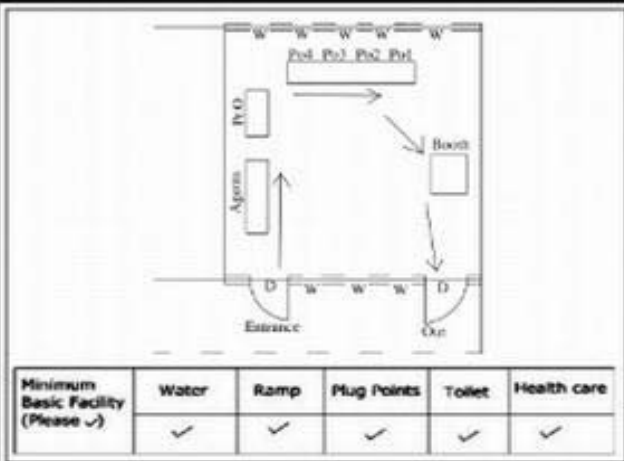 W W W W W
Po4 Po3 Po2 Po1
Pr.O
Booth
Agents
D W W W D
Entrance Out
Minimum Basic Facility (Please ✓) Water Ramp Plug Points Toilet Health care
✓ ✓ ✓ ✓ ✓